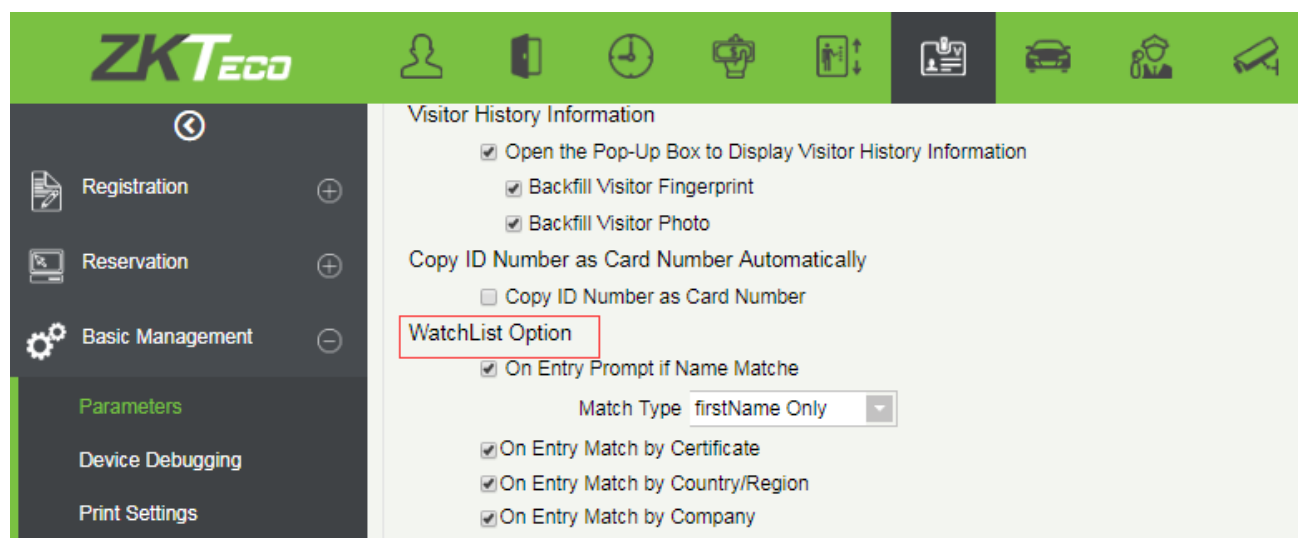 ZKTECO
Visitor History Information
Open the Pop-Up Box to Display Visitor History Information
Backfill Visitor Fingerprint
Backfill Visitor Photo
Copy ID Number as Card Number Automatically
Copy ID Number as Card Number
WatchList Option
On Entry Prompt if Name Matche
Match Type firstName Only
On Entry Match by Certificate
On Entry Match by Country/Region
On Entry Match by Company
Registration
Reservation
Basic Management
Parameters
Device Debugging
Print Settings